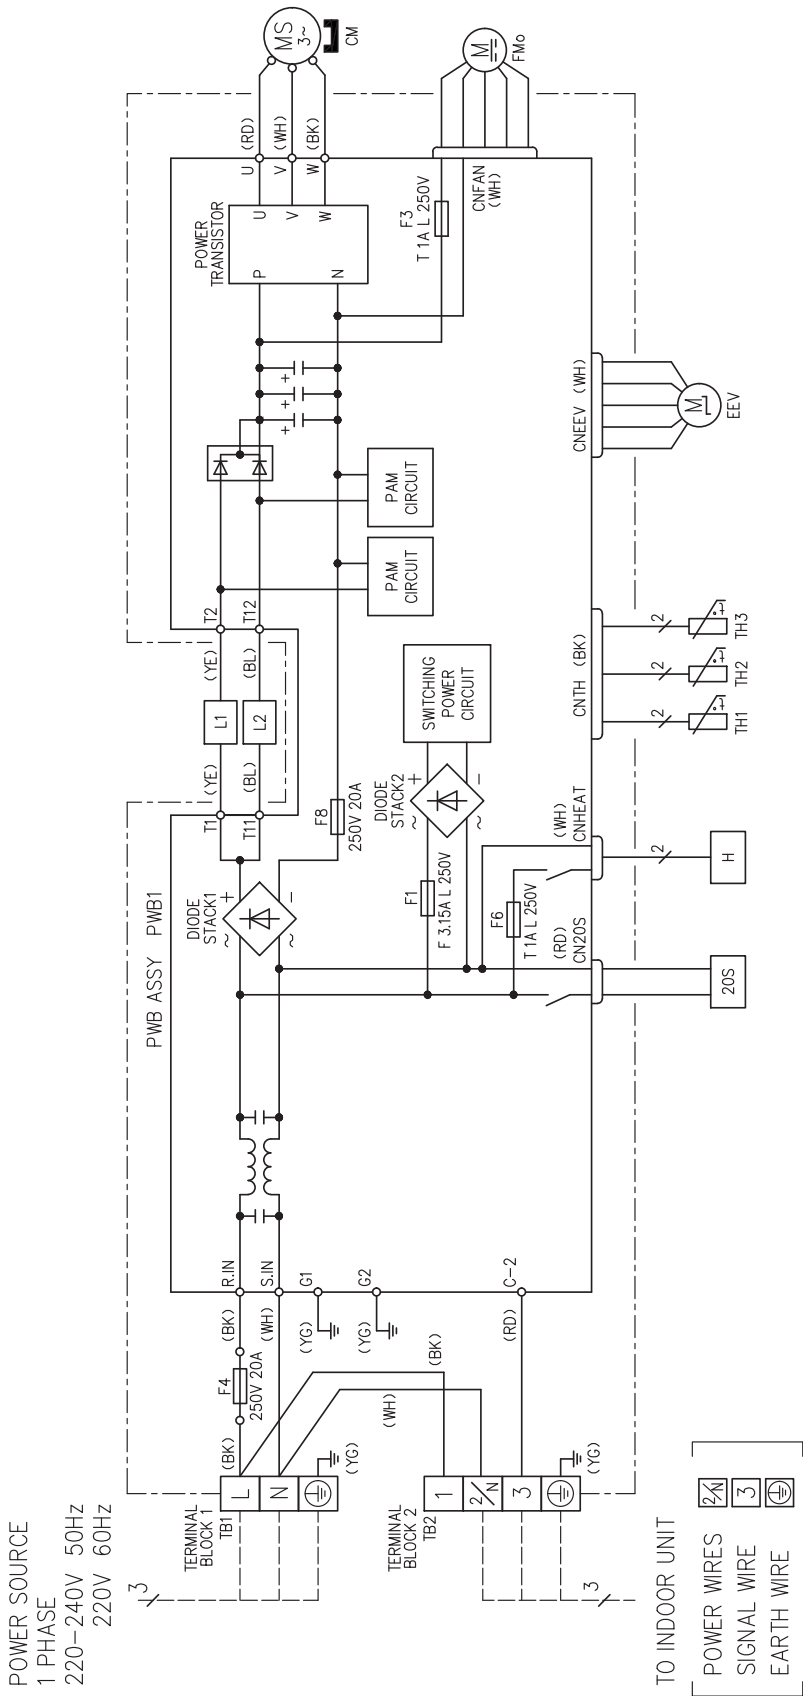 POWER SOURCE
1 PHASE
220-240V 50Hz
220V 60Hz
3
TERMINAL
BLOCK 1
TB1
L
N
(YG)
(BK)
F4
250V 20A
(BK)
(WH)
R.IN
S.IN
(YG)
G1
(YG)
G2
(BK)
(WH)
(RD)
C-2
TERMINAL
BLOCK 2
TB2
1
2/N
3
(YG)
3
TO INDOOR UNIT
POWER WIRES
2/N
SIGNAL WIRE
3
EARTH WIRE
PWB ASSY PWB1
DIODE
STACK1
~
+
~
-
T1
T11
(YE)
(BL)
L1
L2
(YE)
(BL)
T2
T12
F8
250V 20A
PAM
CIRCUIT
PAM
CIRCUIT
+
+
+
POWER
TRANSISTOR
P
N
U
V
W
U
V
W
(RD)
(WH)
(BK)
MS
3~
CM
F3
T 1A L 250V
CNFAN
(WH)
M
FMo
F1
F 3.15A L 250V
DIODE
STACK2
~
+
~
-
SWITCHING
POWER
CIRCUIT
F6
T 1A L 250V
(RD)
CN20S
20S
(WH)
CNHEAT
2
H
CNTH (BK)
2
t°
TH1
2
t°
TH2
2
t°
TH3
CNEEV (WH)
M
EEV